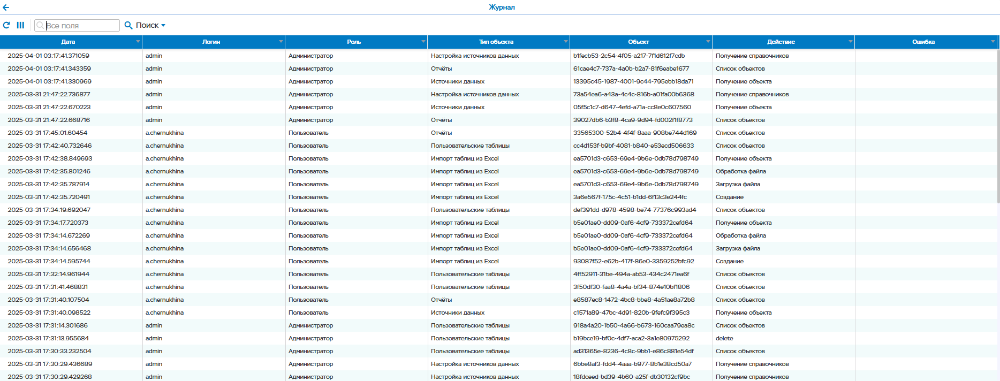 Журнал
Все поля Поиск
Дата Логин Роль Тип объекта Объект Действие Ошибка
2025-04-01 03:17:41.371059 admin Администратор Настройка источников данных b1fecb53-2c54-4f05-a217-7f1d612f7cdb Получение справочников
2025-04-01 03:17:41.343359 admin Администратор Отчёты 61cae4c7-737a-4a0b-b2a7-81f6eabe1677 Список объектов
2025-04-01 03:17:41.330969 admin Администратор Источники данных 13395c45-1987-4001-9c44-795ebb18da71 Получение объекта
2025-03-31 21:47:22.736877 admin Администратор Настройка источников данных 73a54ea6-a43a-4c4c-816b-a01fa00b6368 Получение справочников
2025-03-31 21:47:22.670223 admin Администратор Источники данных 05f5c1c7-d647-4efd-a71a-cc8e0c607560 Получение объекта
2025-03-31 21:47:22.668716 admin Администратор Отчёты 39027db6-b3f8-4ca9-9d94-fd002f1f8773 Список объектов
2025-03-31 17:45:01.60454 a.chernukhina Пользователь Отчёты 33565300-52b4-4f4f-8aaa-908be744d169 Список объектов
2025-03-31 17:42:40.732646 a.chernukhina Пользователь Пользовательские таблицы cc4d153f-b9bf-4081-b840-e53ecd506633 Список объектов
2025-03-31 17:42:38.849693 a.chernukhina Пользователь Импорт таблиц из Excel ea5701d3-c653-69e4-9b6e-0db78d798749 Получение объекта
2025-03-31 17:42:35.801246 a.chernukhina Пользователь Импорт таблиц из Excel ea5701d3-c653-69e4-9b6e-0db78d798749 Обработка файла
2025-03-31 17:42:35.787914 a.chernukhina Пользователь Импорт таблиц из Excel ea5701d3-c653-69e4-9b6e-0db78d798749 Загрузка файла
2025-03-31 17:42:35.720491 a.chernukhina Пользователь Импорт таблиц из Excel 3a6e567f-175c-4c51-b1dd-6f13c3e244fc Создание
2025-03-31 17:34:19.692047 a.chernukhina Пользователь Пользовательские таблицы def391dd-d978-4598-be74-77376c993ad4 Список объектов
2025-03-31 17:34:17.720373 a.chernukhina Пользователь Импорт таблиц из Excel b5e01ae0-dd09-0af6-4cf9-733372cefd64 Получение объекта
2025-03-31 17:34:14.672269 a.chernukhina Пользователь Импорт таблиц из Excel b5e01ae0-dd09-0af6-4cf9-733372cefd64 Обработка файла
2025-03-31 17:34:14.656468 a.chernukhina Пользователь Импорт таблиц из Excel b5e01ae0-dd09-0af6-4cf9-733372cefd64 Загрузка файла
2025-03-31 17:34:14.595744 a.chernukhina Пользователь Импорт таблиц из Excel 93087f52-e62b-417f-86e0-3359252bfc92 Создание
2025-03-31 17:32:14.961944 a.chernukhina Пользователь Пользовательские таблицы 4ff52911-31be-494a-ab53-434c2471ea6f Список объектов
2025-03-31 17:31:41.468831 a.chernukhina Пользователь Пользовательские таблицы 3f50df30-faa8-4a4a-bf34-874e10bf1806 Список объектов
2025-03-31 17:31:40.107504 a.chernukhina Пользователь Отчёты e8587ec8-1472-4bc8-bbe8-4a51ae8a72b8 Список объектов
2025-03-31 17:31:40.098522 a.chernukhina Пользователь Источники данных c1571a89-47bc-4d91-820b-9fefc9f395c3 Получение объекта
2025-03-31 17:31:14.301686 admin Администратор Пользовательские таблицы 918a4a20-1b50-4a66-b673-160caa79ea8c Список объектов
2025-03-31 17:31:13.955684 admin Администратор Пользовательские таблицы b19bce19-bf0c-4df7-aca2-3a1e80975292 delete
2025-03-31 17:30:33.232504 admin Администратор Пользовательские таблицы ad31365e-8236-4c8c-9bb1-e86c881e54df Список объектов
2025-03-31 17:30:29.436689 admin Администратор Настройка источников данных 6bbe8af3-fdd4-4aaa-b977-8b1e38cd50a7 Получение справочников
2025-03-31 17:30:29.429268 admin Администратор Настройка источников данных 18fdceed-bd39-4b60-a25f-db30132cf9bc Получение справочников